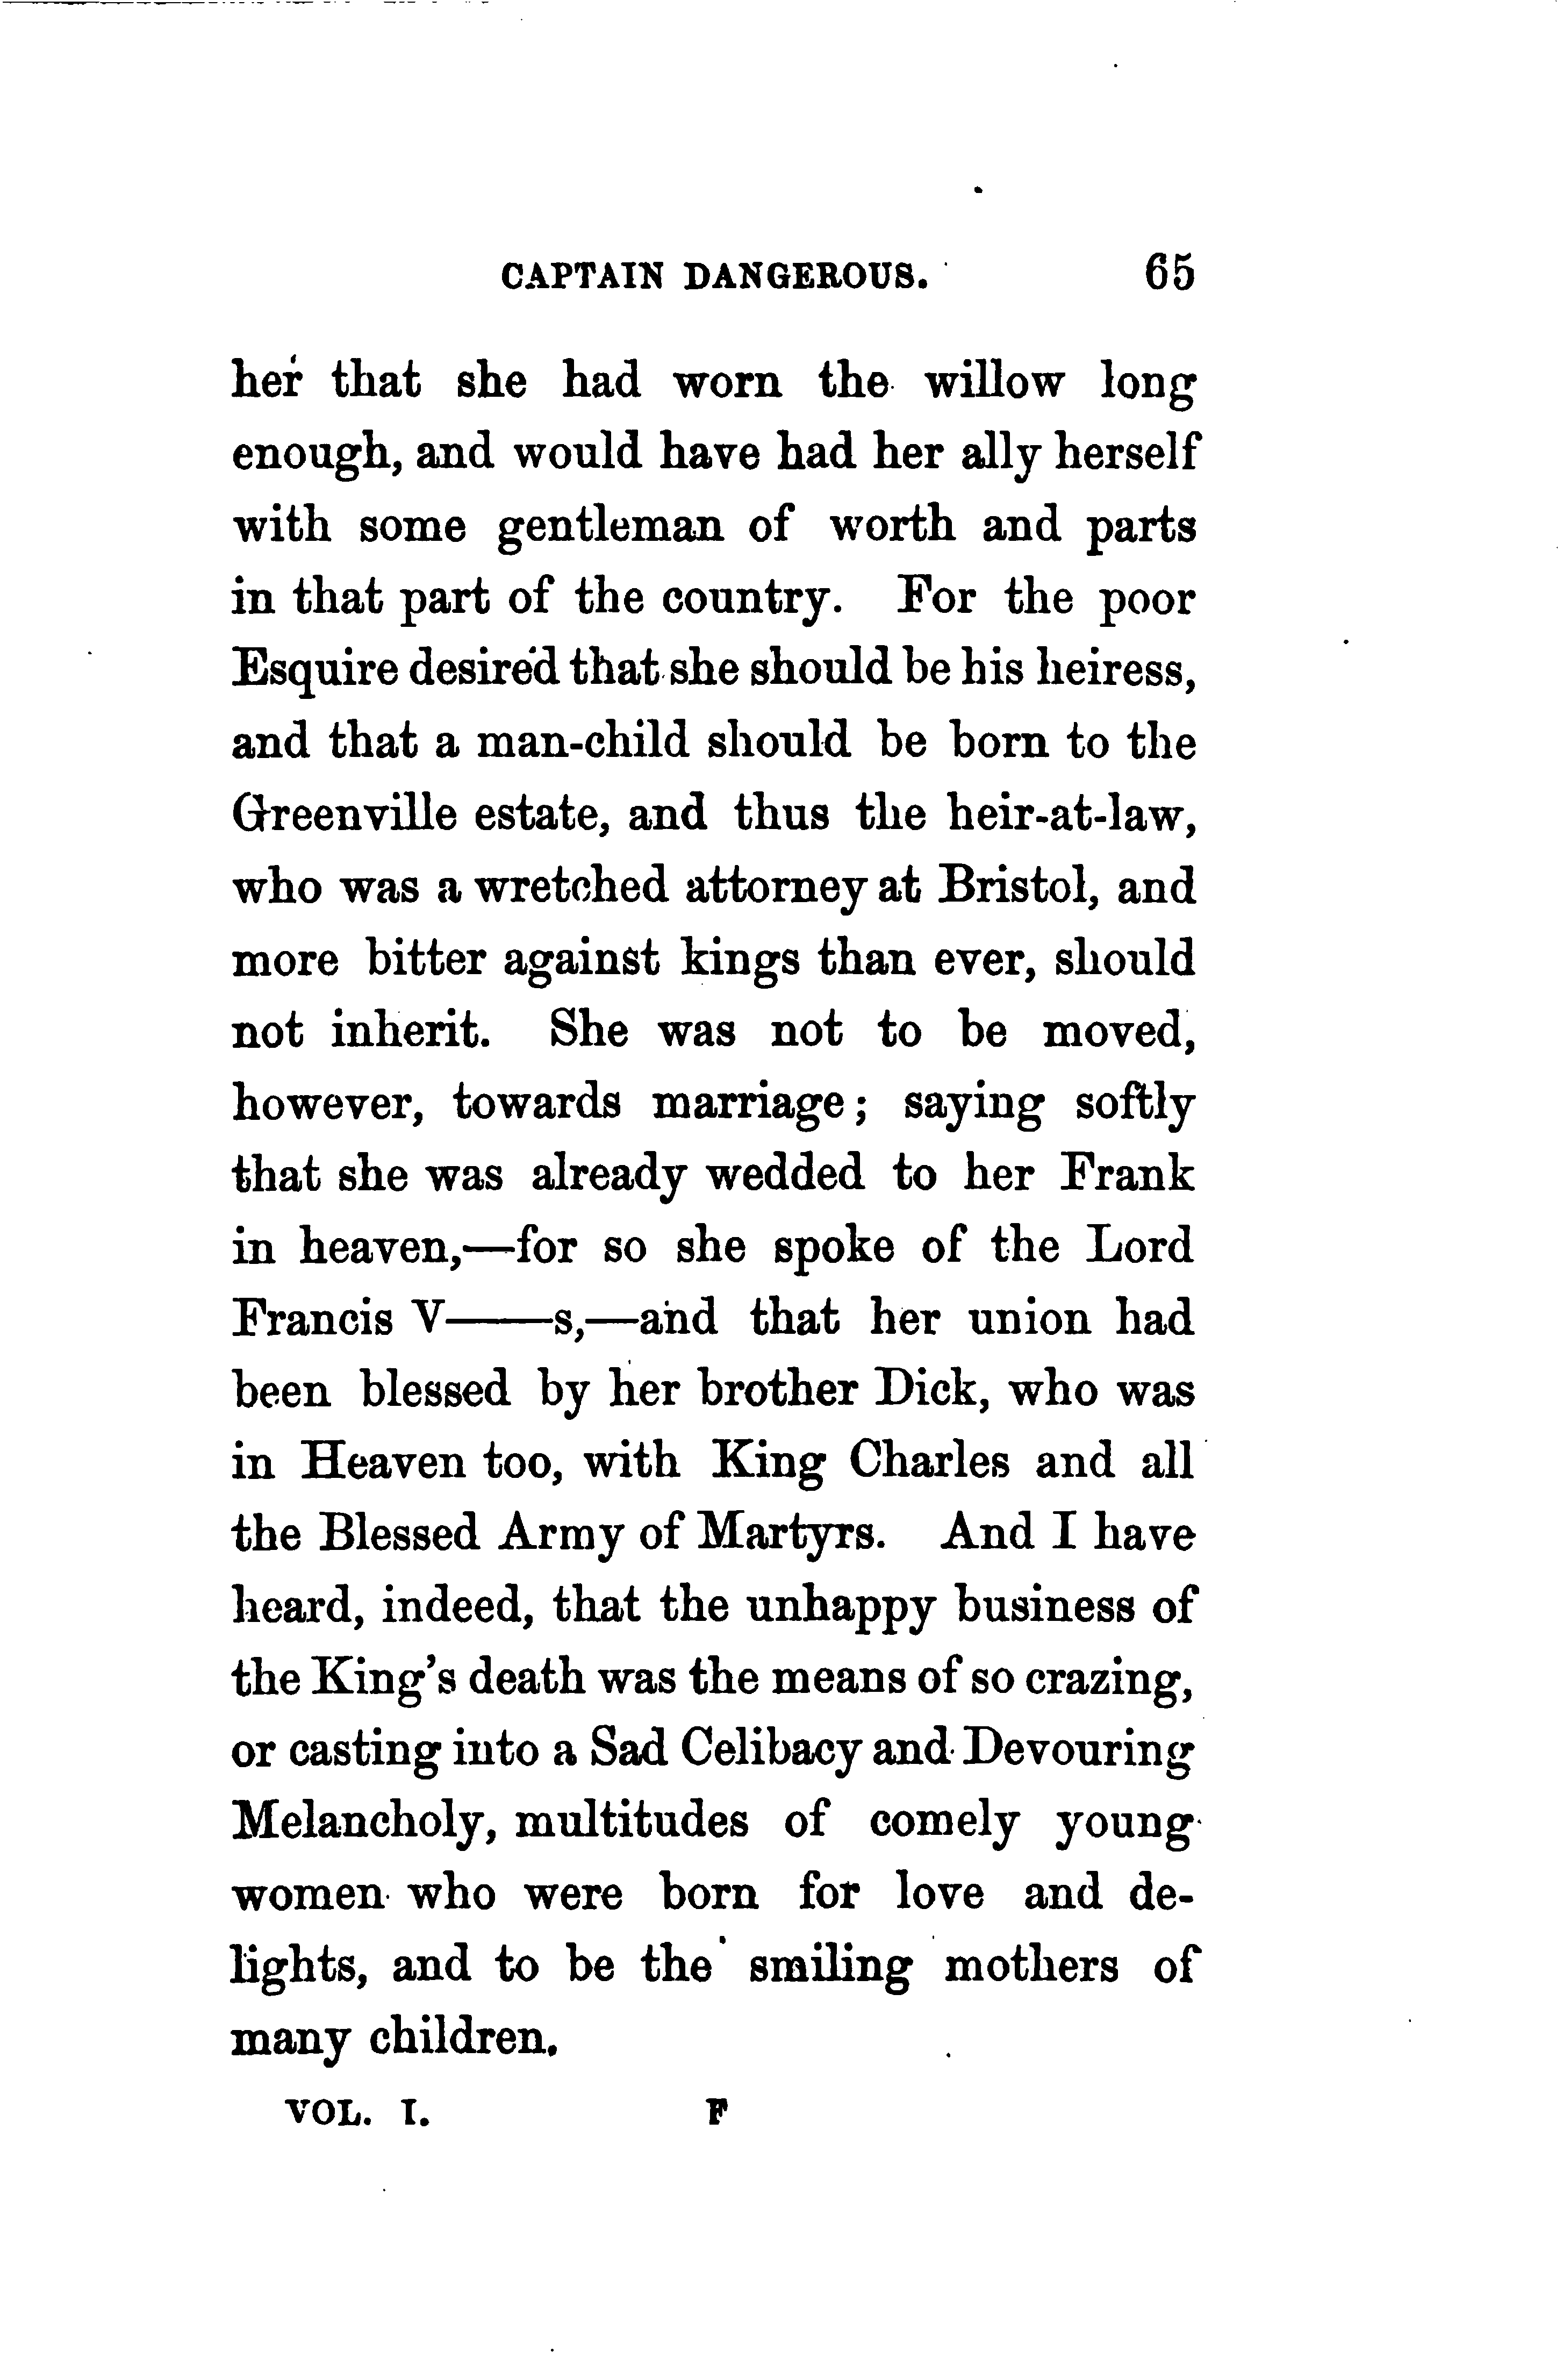 CAPTAIN DANGEROUS. 65
her that she had worn the willow long
enough, and would have had her ally herself
with some gentleman of worth and parts
in that part of the country. For the poor
Esquire desired that she should be his heiress,
and that a man-child should be born to the
Greenville estate, and thus the heir-at-law,
who was a wretched attorney at Bristol, and
more bitter against kings than ever, should
not inherit. She was not to be moved,
however, towards marriage; saying softly
that she was already wedded to her Frank
in heaven,—for so she spoke of the Lord
Francis V——s,—and that her union had
been blessed by her brother Dick, who was
in Heaven too, with King Charles and all
the Blessed Army of Martyrs. And I have
heard, indeed, that the unhappy business of
the King's death was the means of so crazing,
or casting into a Sad Celibacy and Devouring
Melancholy, multitudes of comely young
women who were born for love and de-
lights, and to be the smiling mothers of
many children.
VOL. I. F